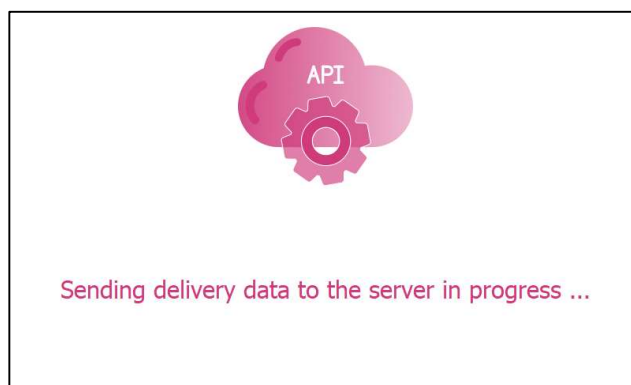 API
Sending delivery data to the server in progress ...